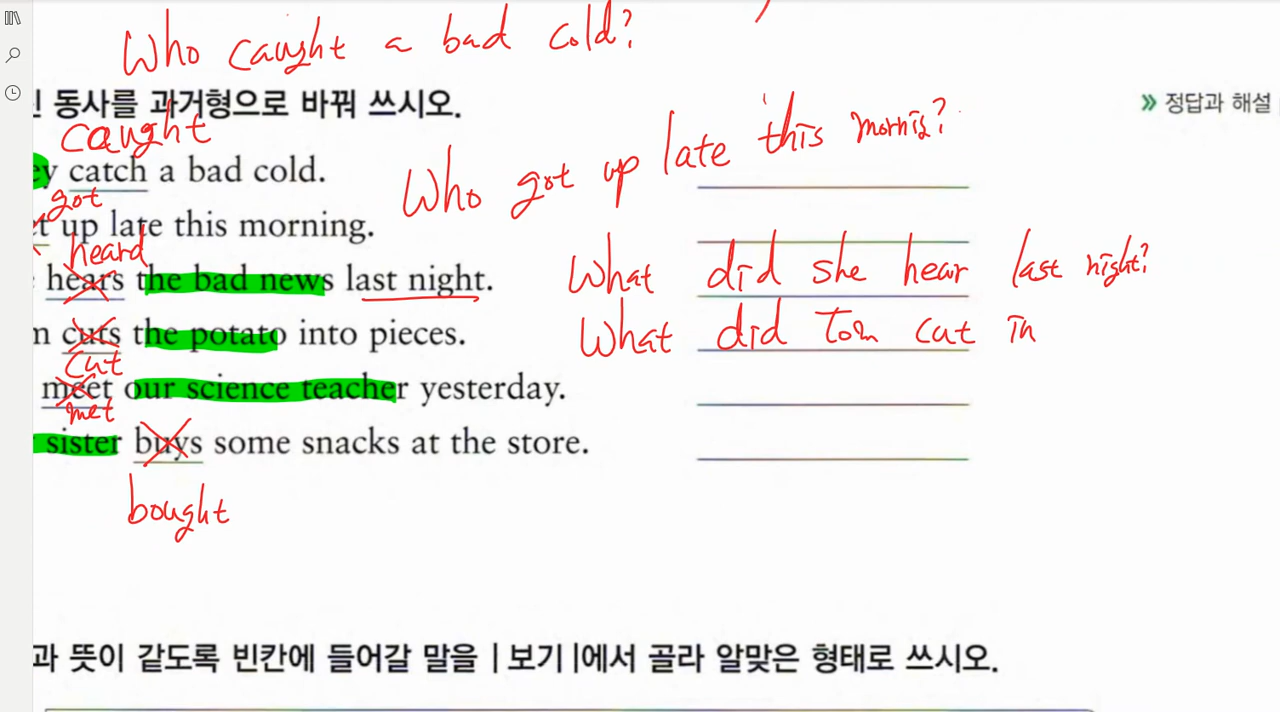 Who caught a bad cold?
동사를 과거형으로 바꿔 쓰시오.
» 정답과 해설
caught
catch a bad cold.
Who got up late this morning?
got
up late this morning.
heard
hears the bad news last night.
What did she hear last night?
cuts the potato into pieces.
What did Tom cut in
cut
meet our science teacher yesterday.
met
sister buys some snacks at the store.
bought
과 뜻이 같도록 빈칸에 들어갈 말을 | 보기 |에서 골라 알맞은 형태로 쓰시오.